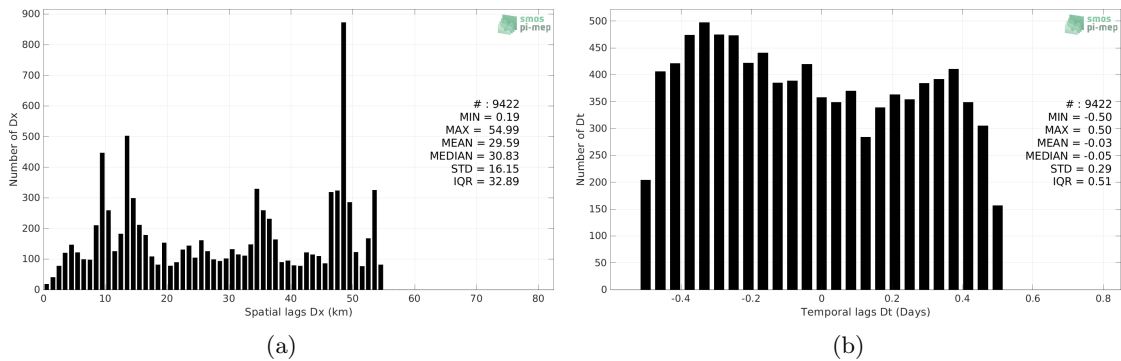 900
800
700
600
500
400
300
200
100
0
0 10 20 30 40 50 60 70 80
Number of Dx
Spatial lags Dx (km)
smos
pi-mep
# : 9422
MIN = 0.19
MAX = 54.99
MEAN = 29.59
MEDIAN = 30.83
STD = 16.15
IQR = 32.89
(a)
500
450
400
350
300
250
200
150
100
50
0
-0.4 -0.2 0 0.2 0.4 0.6 0.8
Number of Dt
Temporal lags Dt (Days)
smos
pi-mep
# : 9422
MIN = -0.50
MAX = 0.50
MEAN = -0.03
MEDIAN = -0.05
STD = 0.29
IQR = 0.51
(b)